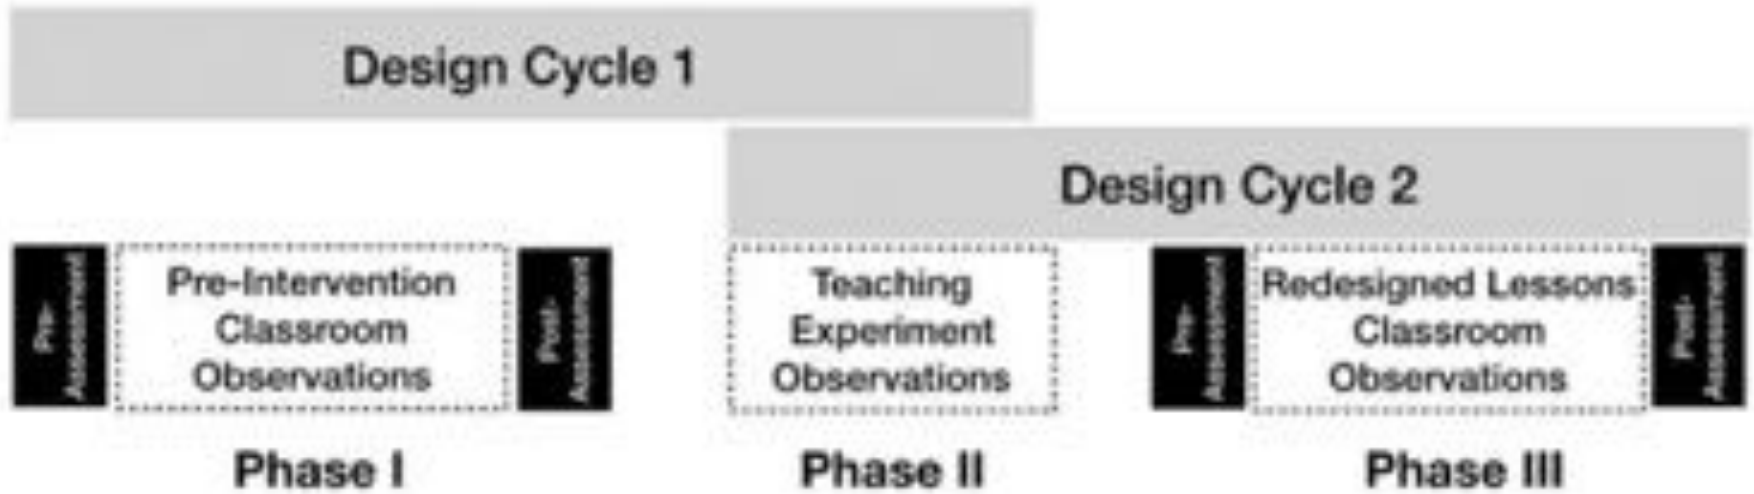 Design Cycle 1
Design Cycle 2
Pre-
Assessment
Pre-Intervention
Classroom
Observations
Post-
Assessment
Teaching
Experiment
Observations
Pre-
Assessment
Redesigned Lessons
Classroom
Observations
Post-
Assessment
Phase I
Phase II
Phase III